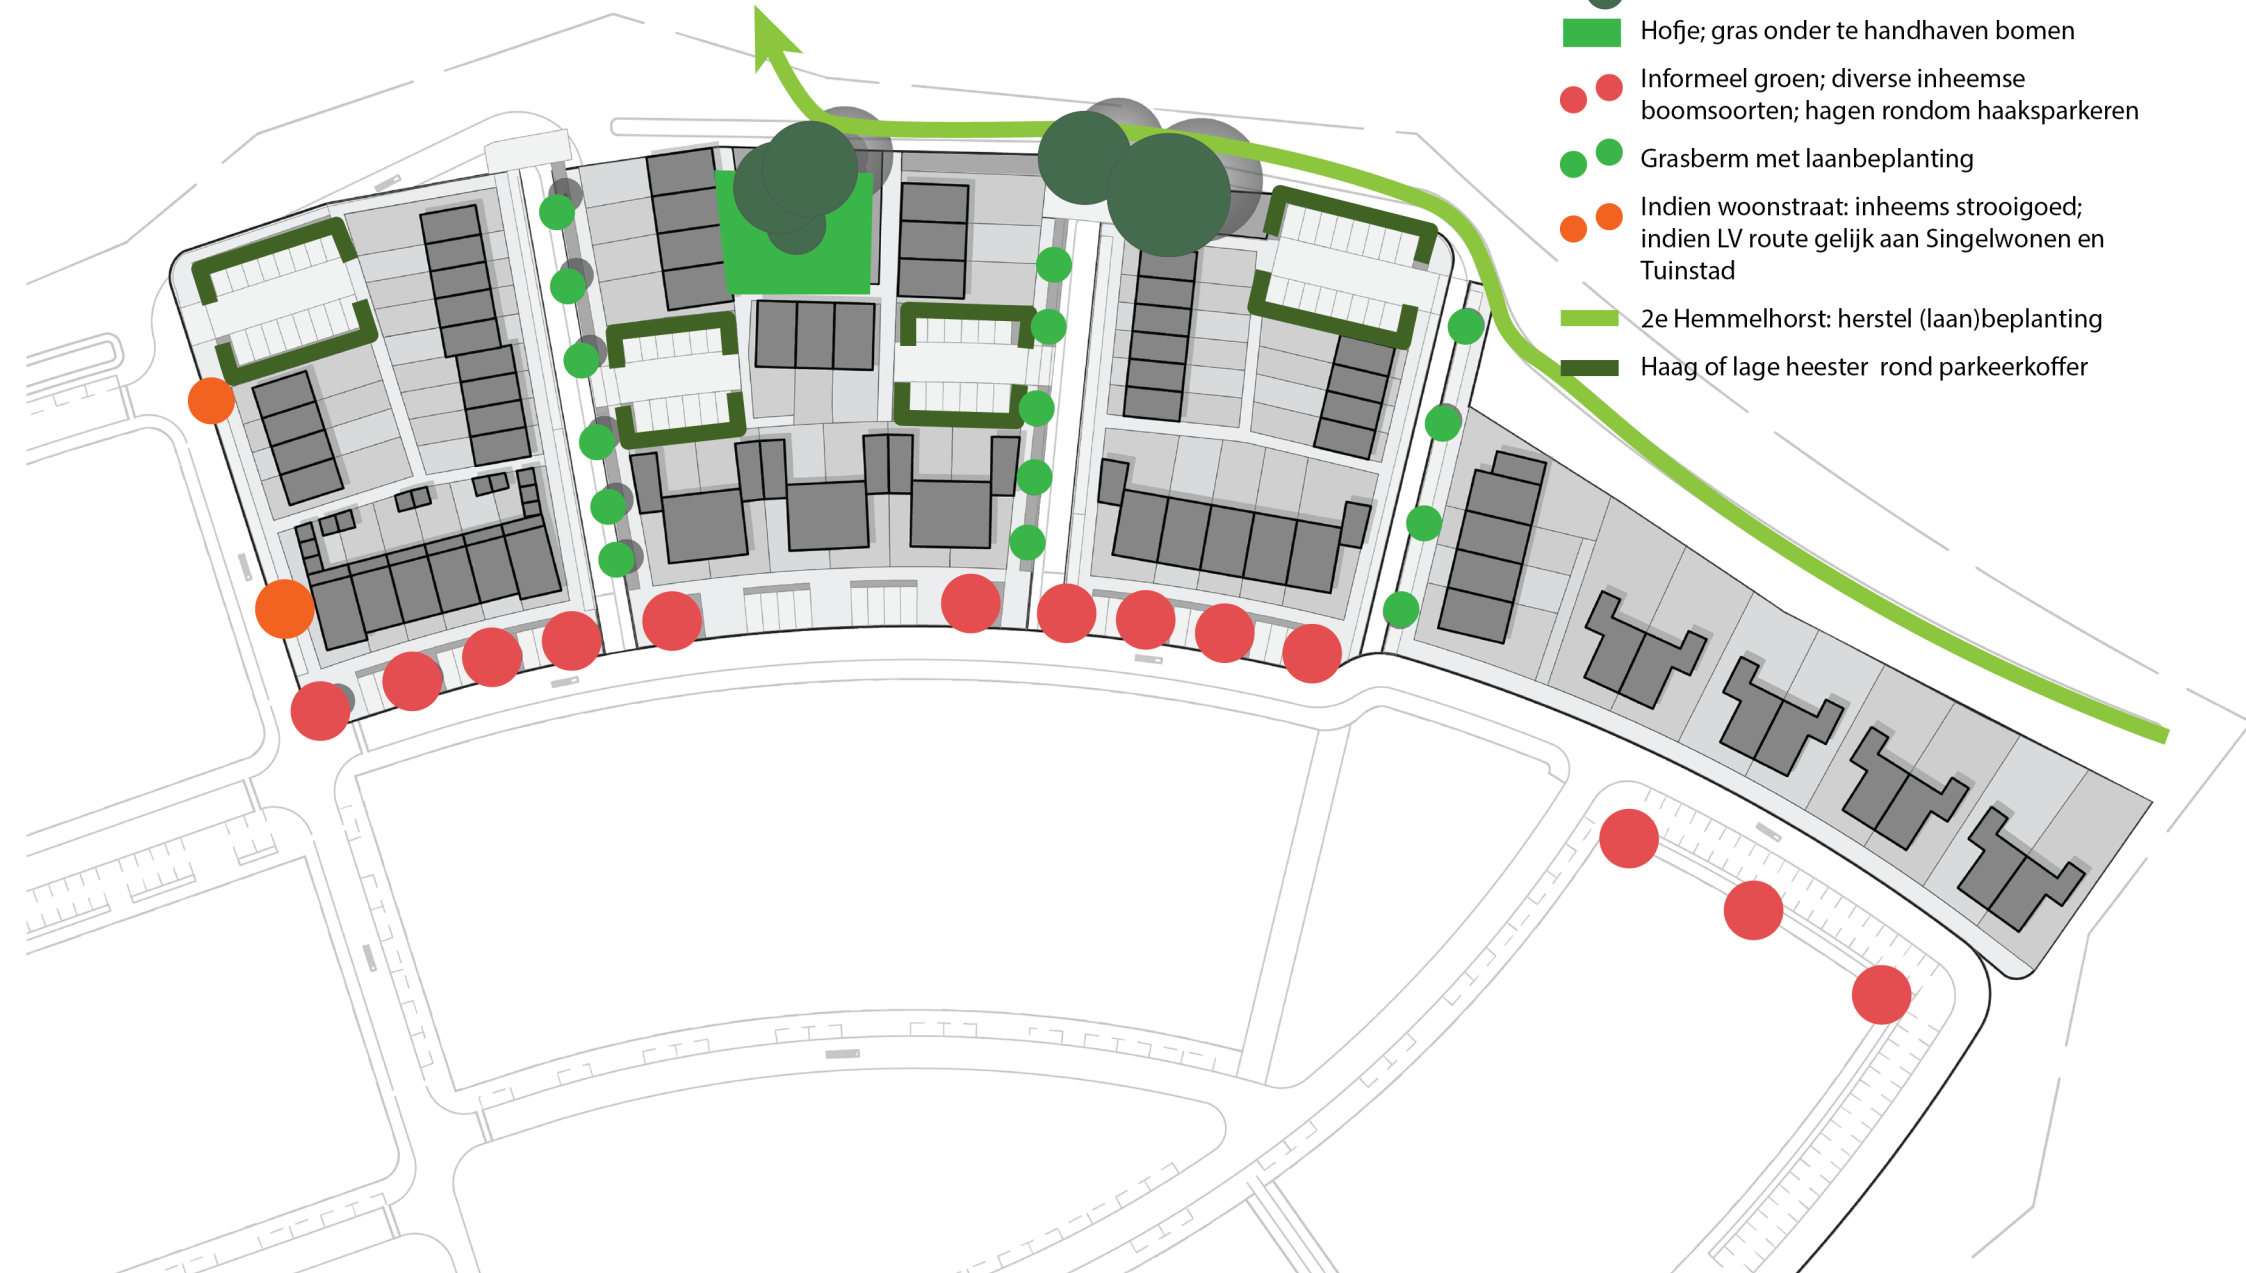 Hofje; gras onder te handhaven bomen
Informeel groen; diverse inheemse
boomsoorten; hagen rondom haaksparkeren
Grasberm met laanbeplanting
Indien woonstraat: inheems strooigoed;
indien LV route gelijk aan Singelwonen en
Tuinstad
2e Hemmelhorst: herstel (laan)beplanting
Haag of lage heester  rond parkeerkoffer